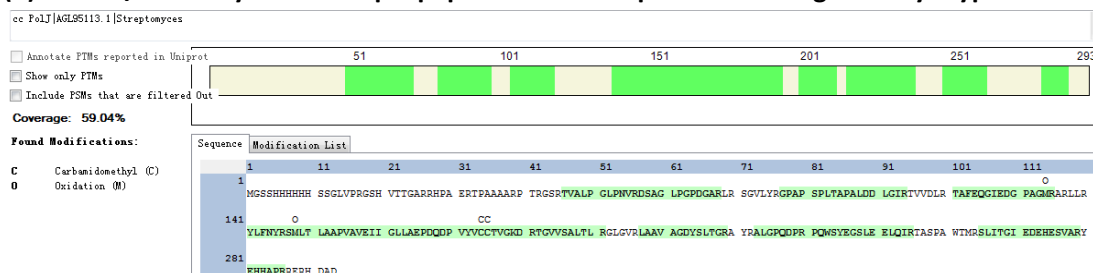 cc PolJ|AGL95113.1|Streptomyces
Annotate PTMs reported in Uniprot
51 101 151 201 251 293
Show only PTMs
Include PSMs that are filtered Out
Coverage: 59.04%
Found Modifications:
C Carbamidomethyl (C)
O Oxidation (M)
Sequence Modification List
1 11 21 31 41 51 61 71 81 91 101 111
O
1 MGSSHHHHHH SSGLVPRGSH VTTGARRHPA ERTPAAAARP TRGSRTVALP GLPNVRDSAG LPGPDGARLR SGVLYRGPAP SPLTAPALDD LGIRTVVDLR TAFEQGIEDG PAGMRARLLR
O CC
141 YLFNYRSMLT LAAPVAVEII GLLAEPDQDP VYVCCTVGKD RTGVVSALTL RGLGVRLAAV AGDYSLTGRA YRALGPQDPR PQWSYEGSLE ELQIRTASPA WTMRSLITGI EDEHESVARY
281 EHHAPRRERH DAD